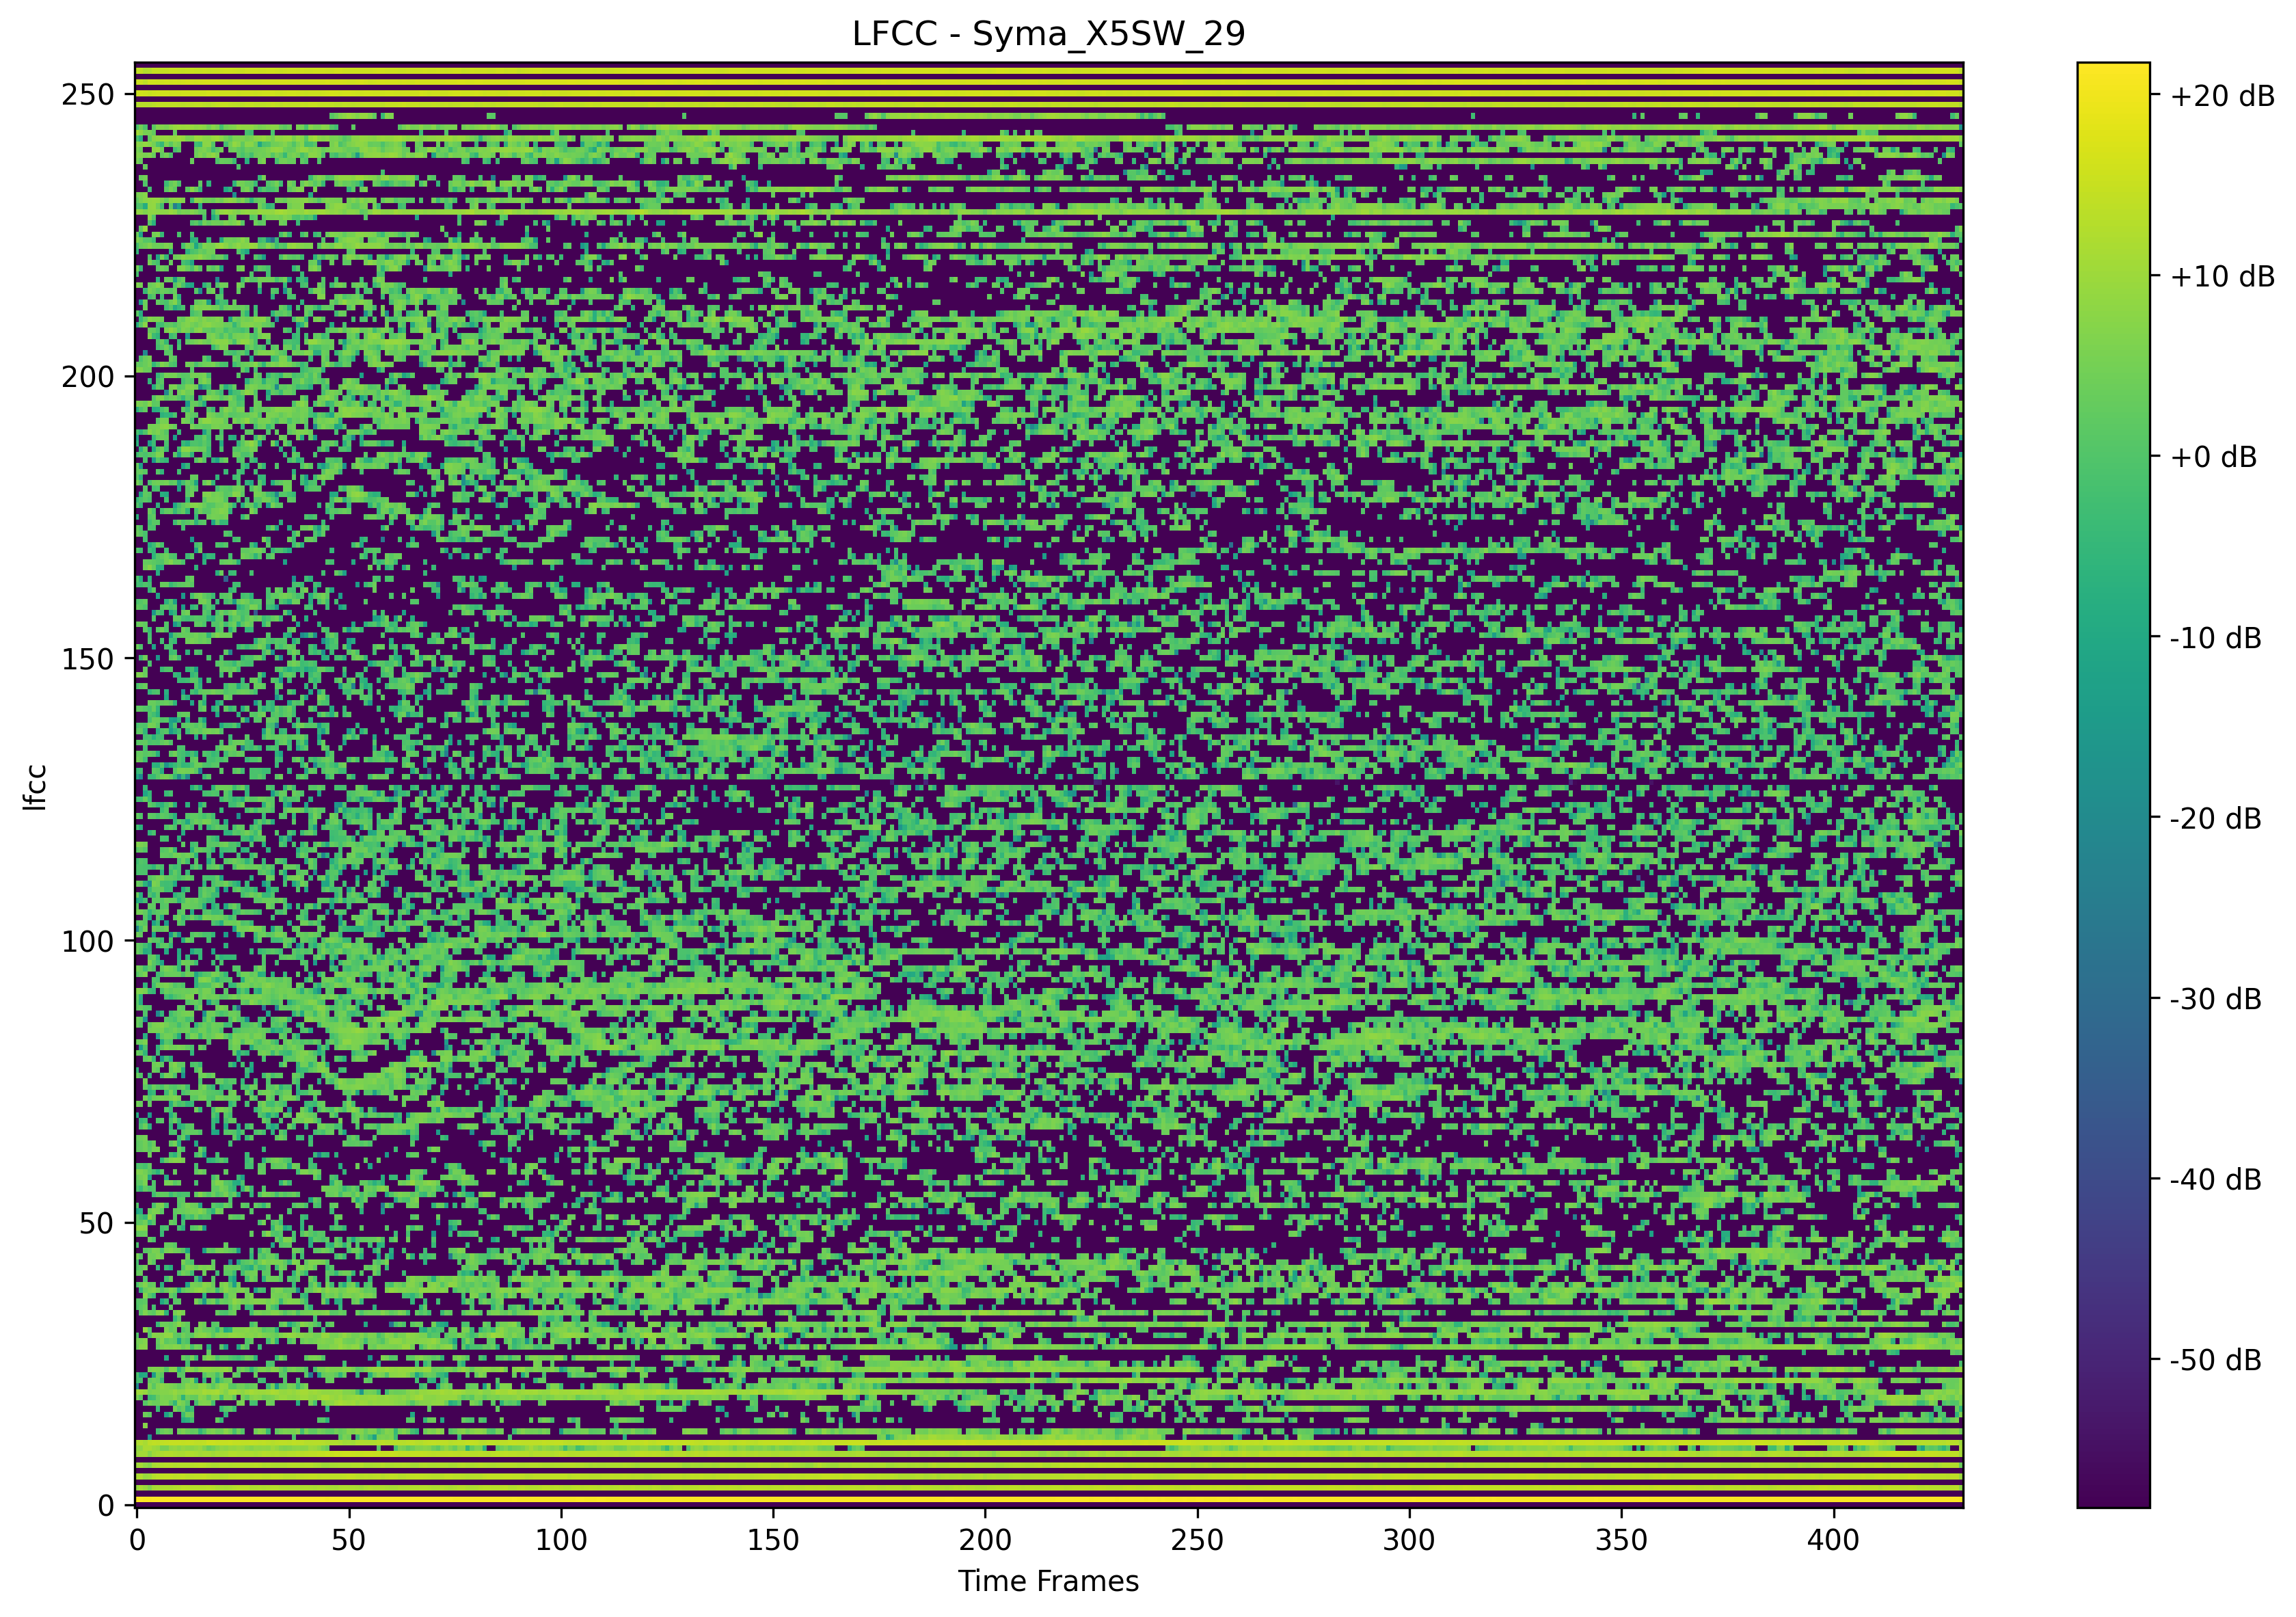 LFCC - Syma_X5SW_29
lfcc
250
200
150
100
50
0
0 50 100 150 200 250 300 350 400
Time Frames
+20 dB
+10 dB
+0 dB
-10 dB
-20 dB
-30 dB
-40 dB
-50 dB